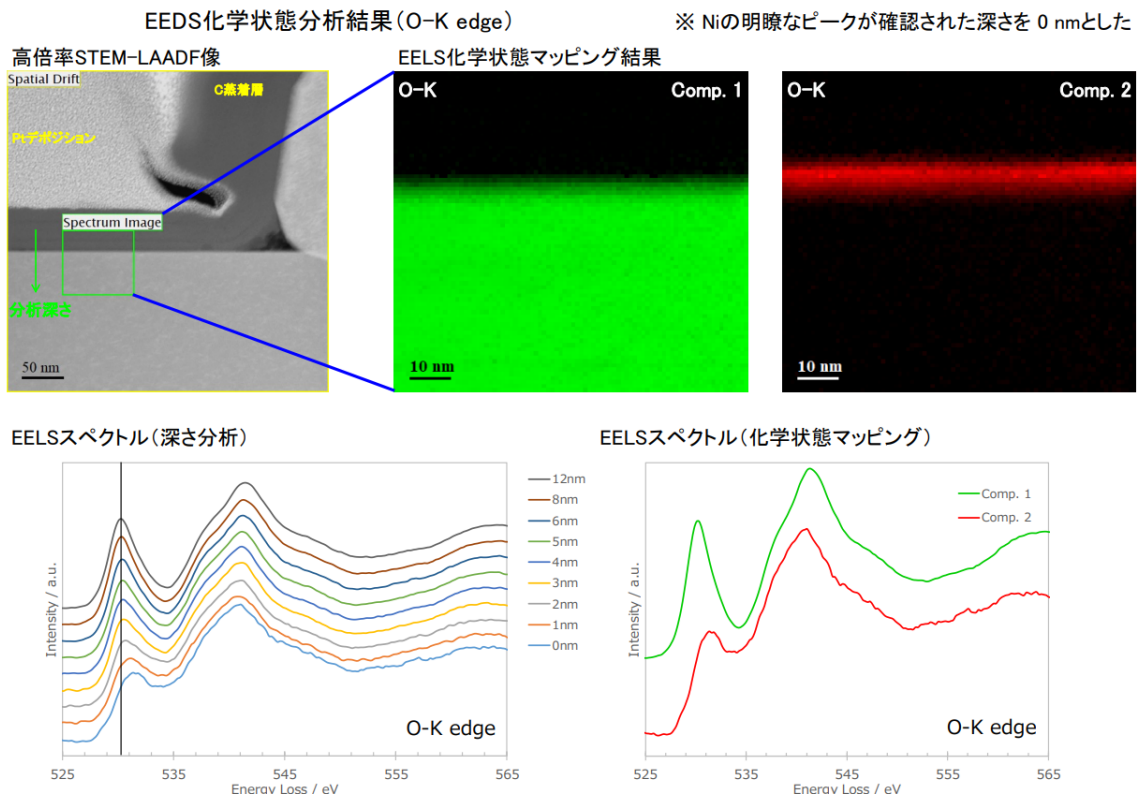 EEDS化学状態分析結果（O-K edge）
※ Niの明瞭なピークが確認された深さを 0 nmとした
高倍率STEM-LAADF像
EELS化学状態マッピング結果
Spatial Drift
C蒸着層
Ptデポジション
Spectrum Image
分析深さ
50 nm
O-K
Comp. 1
10 nm
O-K
Comp. 2
10 nm
EELSスペクトル（深さ分析）
Intensity / a.u.
12nm
8nm
6nm
5nm
4nm
3nm
2nm
1nm
0nm
O-K edge
525 535 545 555 565
Energy Loss / eV
EELSスペクトル（化学状態マッピング）
Intensity / a.u.
Comp. 1
Comp. 2
O-K edge
525 535 545 555 565
Energy Loss / eV